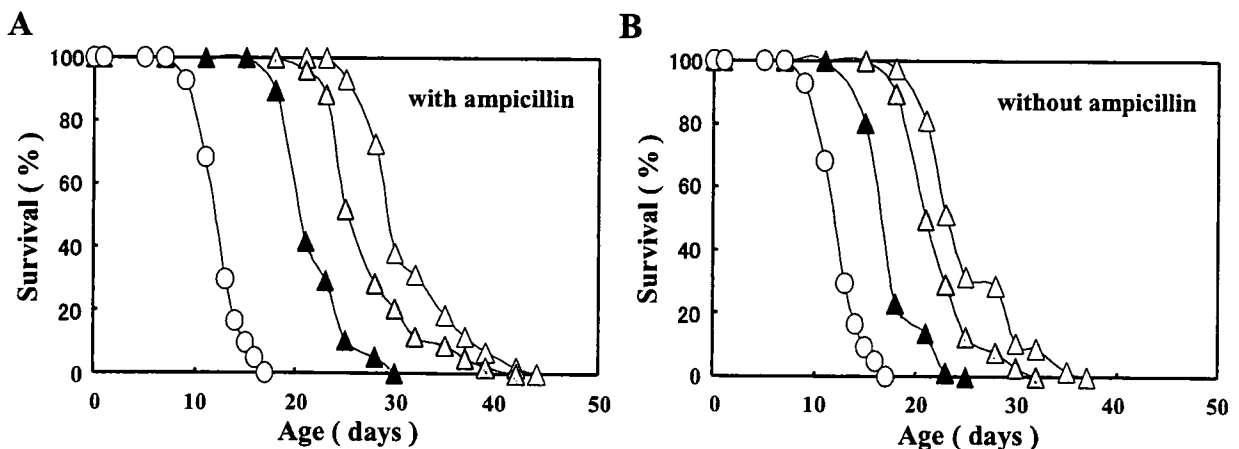 A
100
80
60
40
20
0
Survival ( % )
with ampicillin
0 10 20 30 40 50
Age ( days )
B
100
80
60
40
20
0
Survival ( % )
without ampicillin
0 10 20 30 40 50
Age ( days )